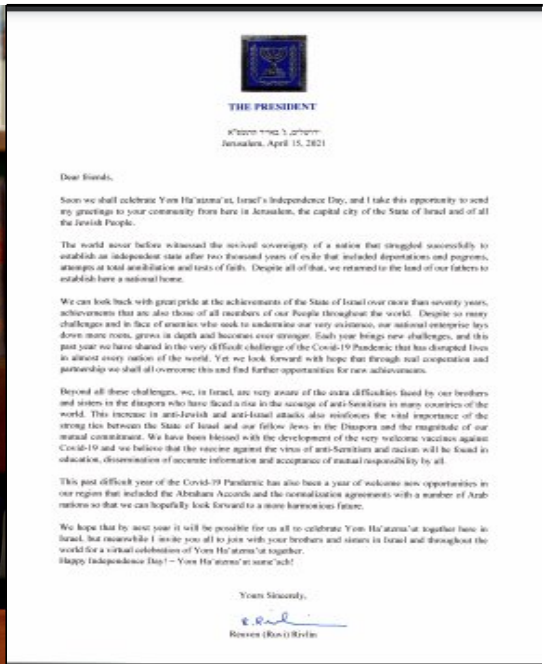 THE PRESIDENT
ירושלים, ג' באייר התשפ"א
Jerusalem, April 15, 2021
Dear friends,
Soon we shall celebrate Yom Ha'atzma'ut, Israel's Independence Day, and I take this opportunity to send
my greetings to your community from here in Jerusalem, the capital city of the State of Israel and of all
the Jewish People.
The world never before witnessed the revived sovereignty of a nation that struggled successfully to
establish an independent state after two thousand years of exile that included deportations and pogroms,
attempts at total annihilation and tests of faith. Despite all of that, we returned to the land of our fathers to
establish here a national home.
We can look back with great pride at the achievements of the State of Israel over more than seventy years,
achievements that are also those of all members of our People throughout the world. Despite so many
challenges and in face of enemies who seek to undermine our very existence, our national enterprise lays
down more roots, grows in depth and becomes ever stronger. Each year brings new challenges, and this
past year we have shared in the very difficult challenge of the Covid-19 Pandemic that has disrupted lives
in almost every nation of the world. Yet we look forward with hope that through real cooperation and
partnership we shall all overcome this and find further opportunities for new achievements.
Beyond all these challenges, we, in Israel, are very aware of the extra difficulties faced by our brothers
and sisters in the diaspora who have faced a rise in the scourge of anti-Semitism in many countries of the
world. This increase in anti-Jewish and anti-Israel attacks also reinforces the vital importance of the
strong ties between the State of Israel and our fellow Jews in the Diaspora and the magnitude of our
mutual commitment. We have been blessed with the development of the very welcome vaccines against
Covid-19 and we believe that the vaccine against the virus of anti-Semitism and racism will be found in
education, dissemination of accurate information and acceptance of mutual responsibility by all.
This past difficult year of the Covid-19 Pandemic has also been a year of welcome new opportunities in
our region that included the Abraham Accords and the normalization agreements with a number of Arab
nations so that we can hopefully look forward to a more harmonious future.
We hope that by next year it will be possible for us all to celebrate Yom Ha'atzma'ut together here in
Israel, but meanwhile I invite you all to join with your brothers and sisters in Israel and throughout the
world for a virtual celebration of Yom Ha'atzma'ut together.
Happy Independence Day! – Yom Ha'atzma'ut same'ach!
Yours Sincerely,
R. Rivlin
Reuven (Ruvi) Rivlin